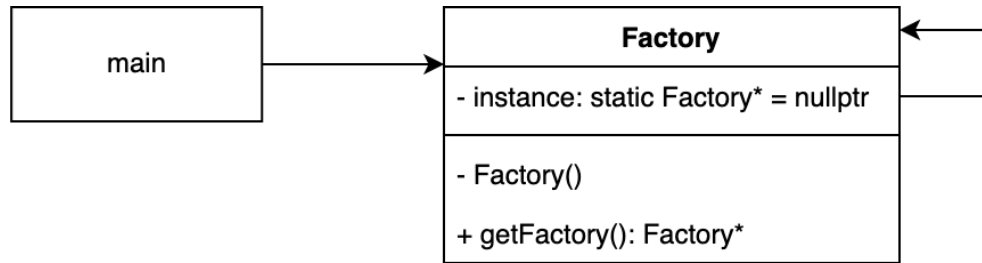 main
Factory
- instance: static Factory* = nullptr
- Factory()
+ getFactory(): Factory*